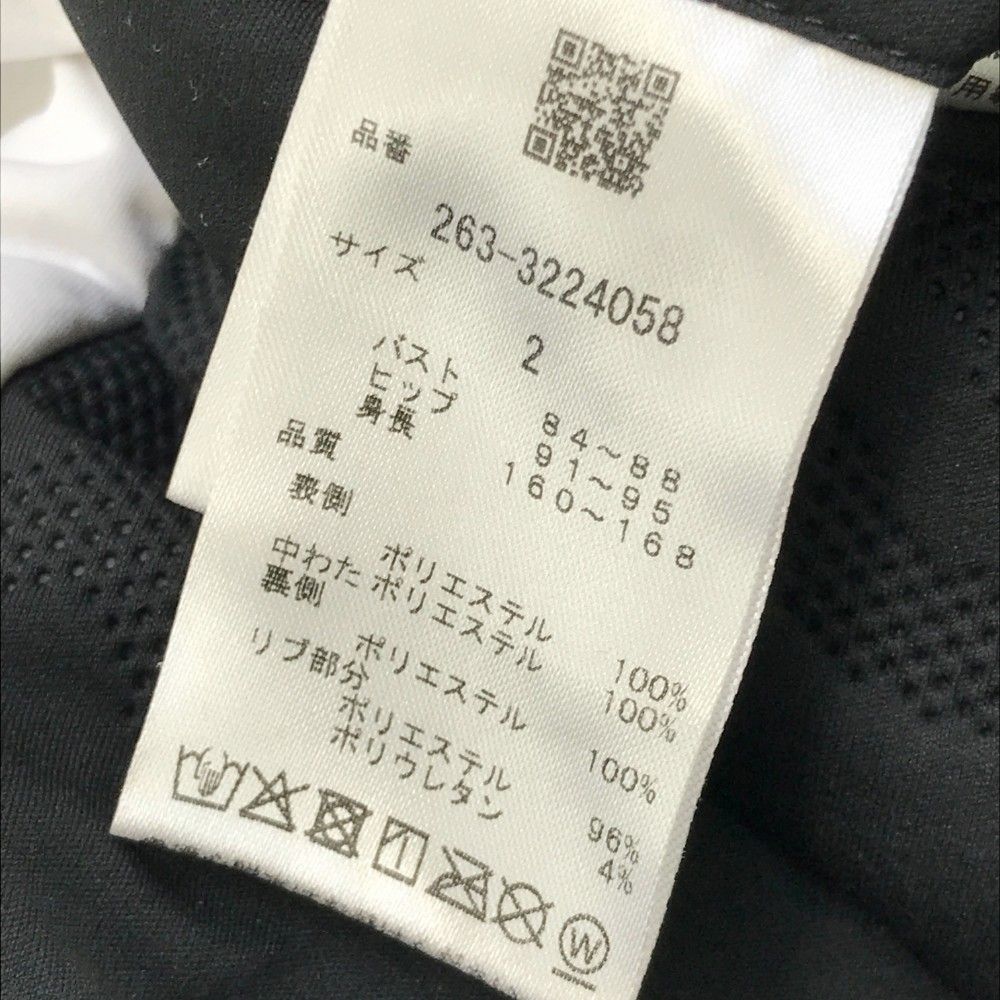 品番
263-3224058
サイズ
2
バスト 84～88
ヒップ 91～95
身長 160～168
品質
表側
ポリエステル 100%
中わた ポリエステル 100%
裏側
ポリエステル 100%
リブ部分
ポリエステル 96%
ポリウレタン 4%
W
用